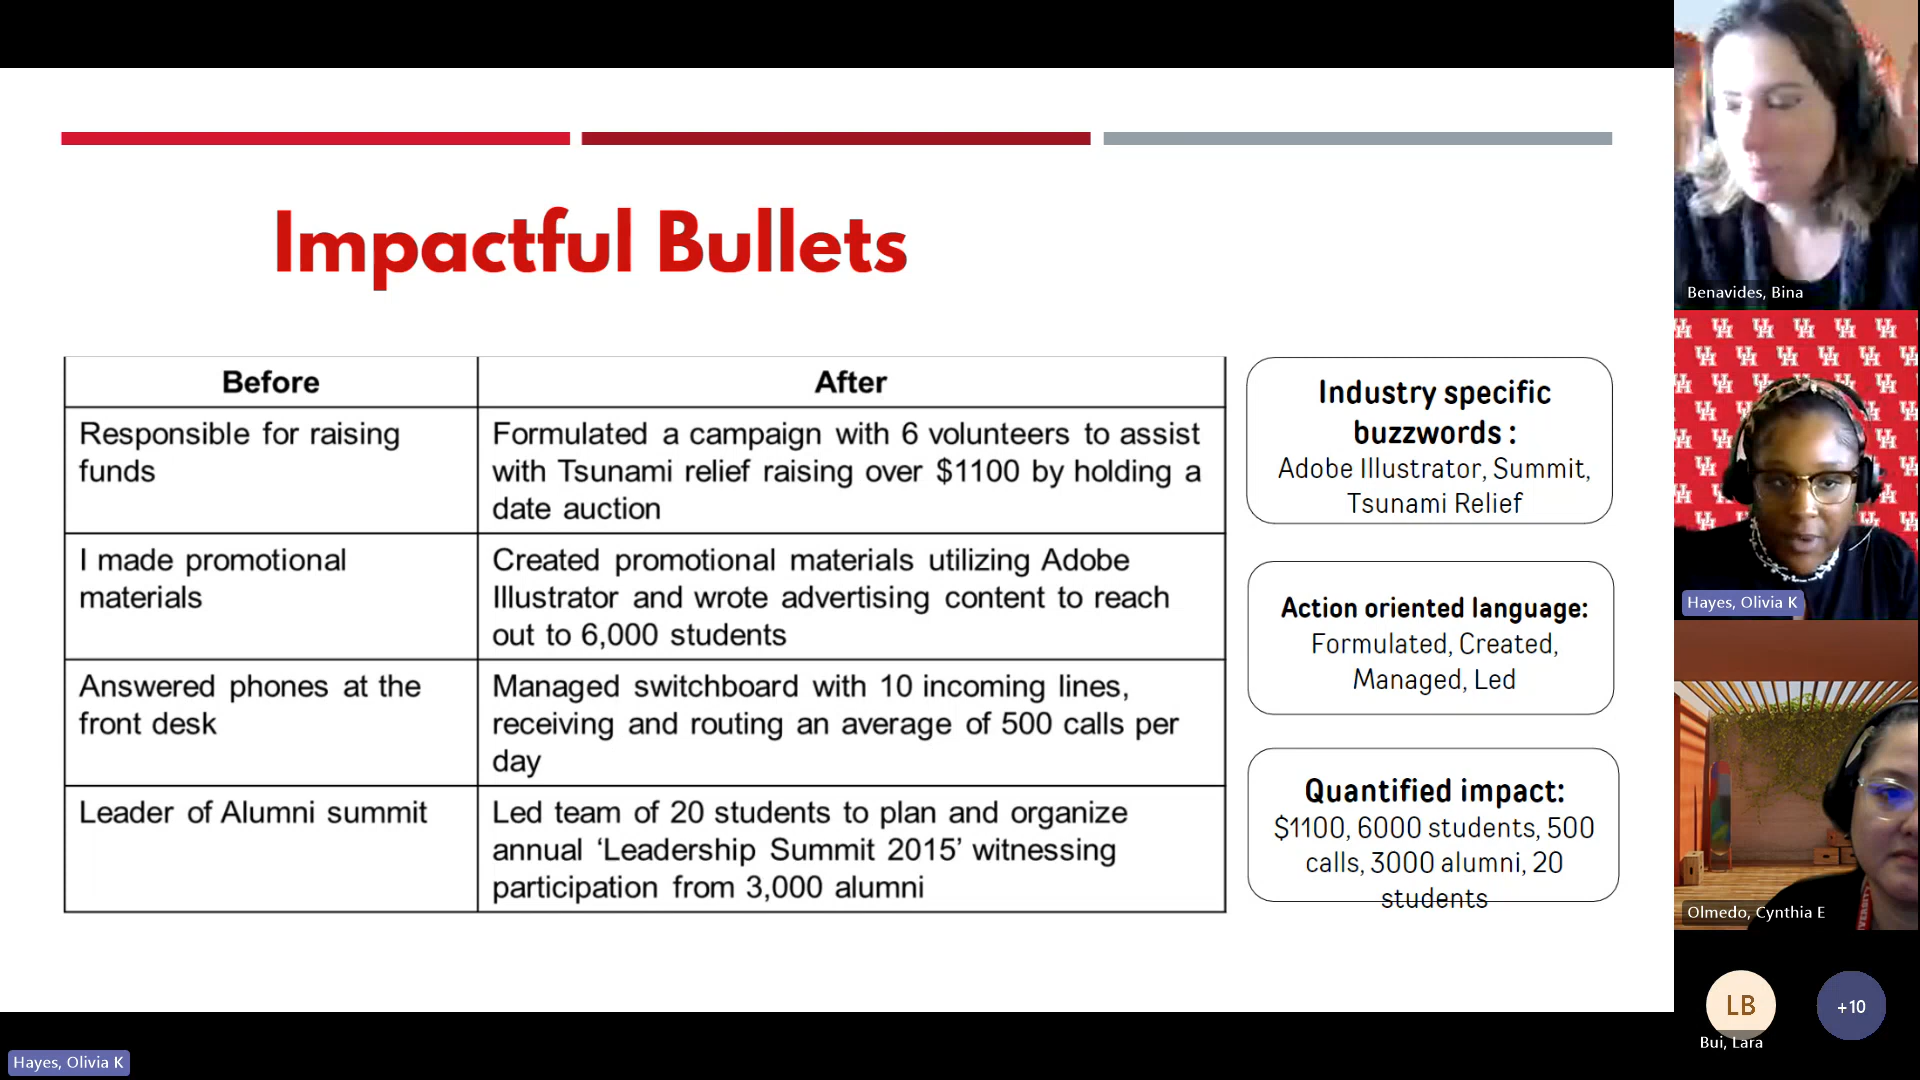 Impactful Bullets
Before
After
Responsible for raising
funds
Formulated a campaign with 6 volunteers to assist
with Tsunami relief raising over $1100 by holding a
date auction
I made promotional
materials
Created promotional materials utilizing Adobe
Illustrator and wrote advertising content to reach
out to 6,000 students
Answered phones at the
front desk
Managed switchboard with 10 incoming lines,
receiving and routing an average of 500 calls per
day
Leader of Alumni summit
Led team of 20 students to plan and organize
annual ‘Leadership Summit 2015’ witnessing
participation from 3,000 alumni
Industry specific
buzzwords :
Adobe Illustrator, Summit,
Tsunami Relief
Action oriented language:
Formulated, Created,
Managed, Led
Quantified impact:
$1100, 6000 students, 500
calls, 3000 alumni, 20
students
Benavides, Bina
Hayes, Olivia K
Olmedo, Cynthia E
LB
+10
Bui, Lara
Hayes, Olivia K